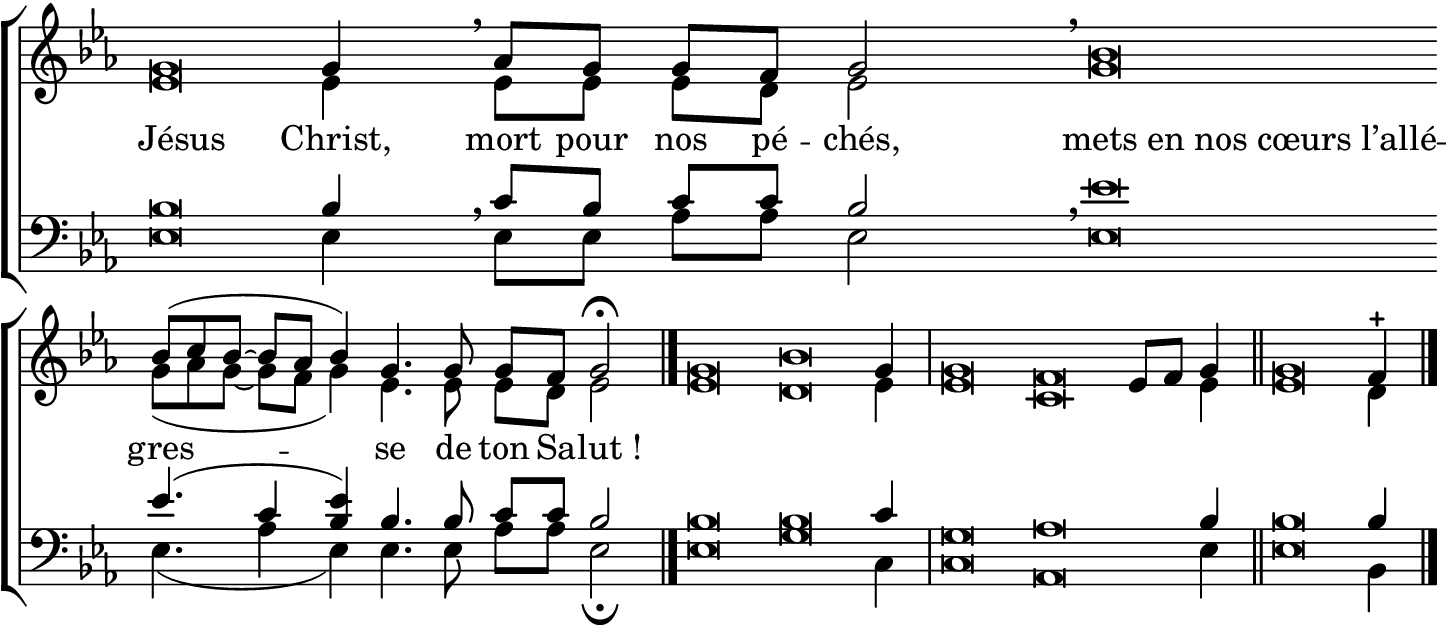 Jésus Christ, mort pour nos pé - chés, mets en nos cœurs l’allé -
gres - se de ton Salut !